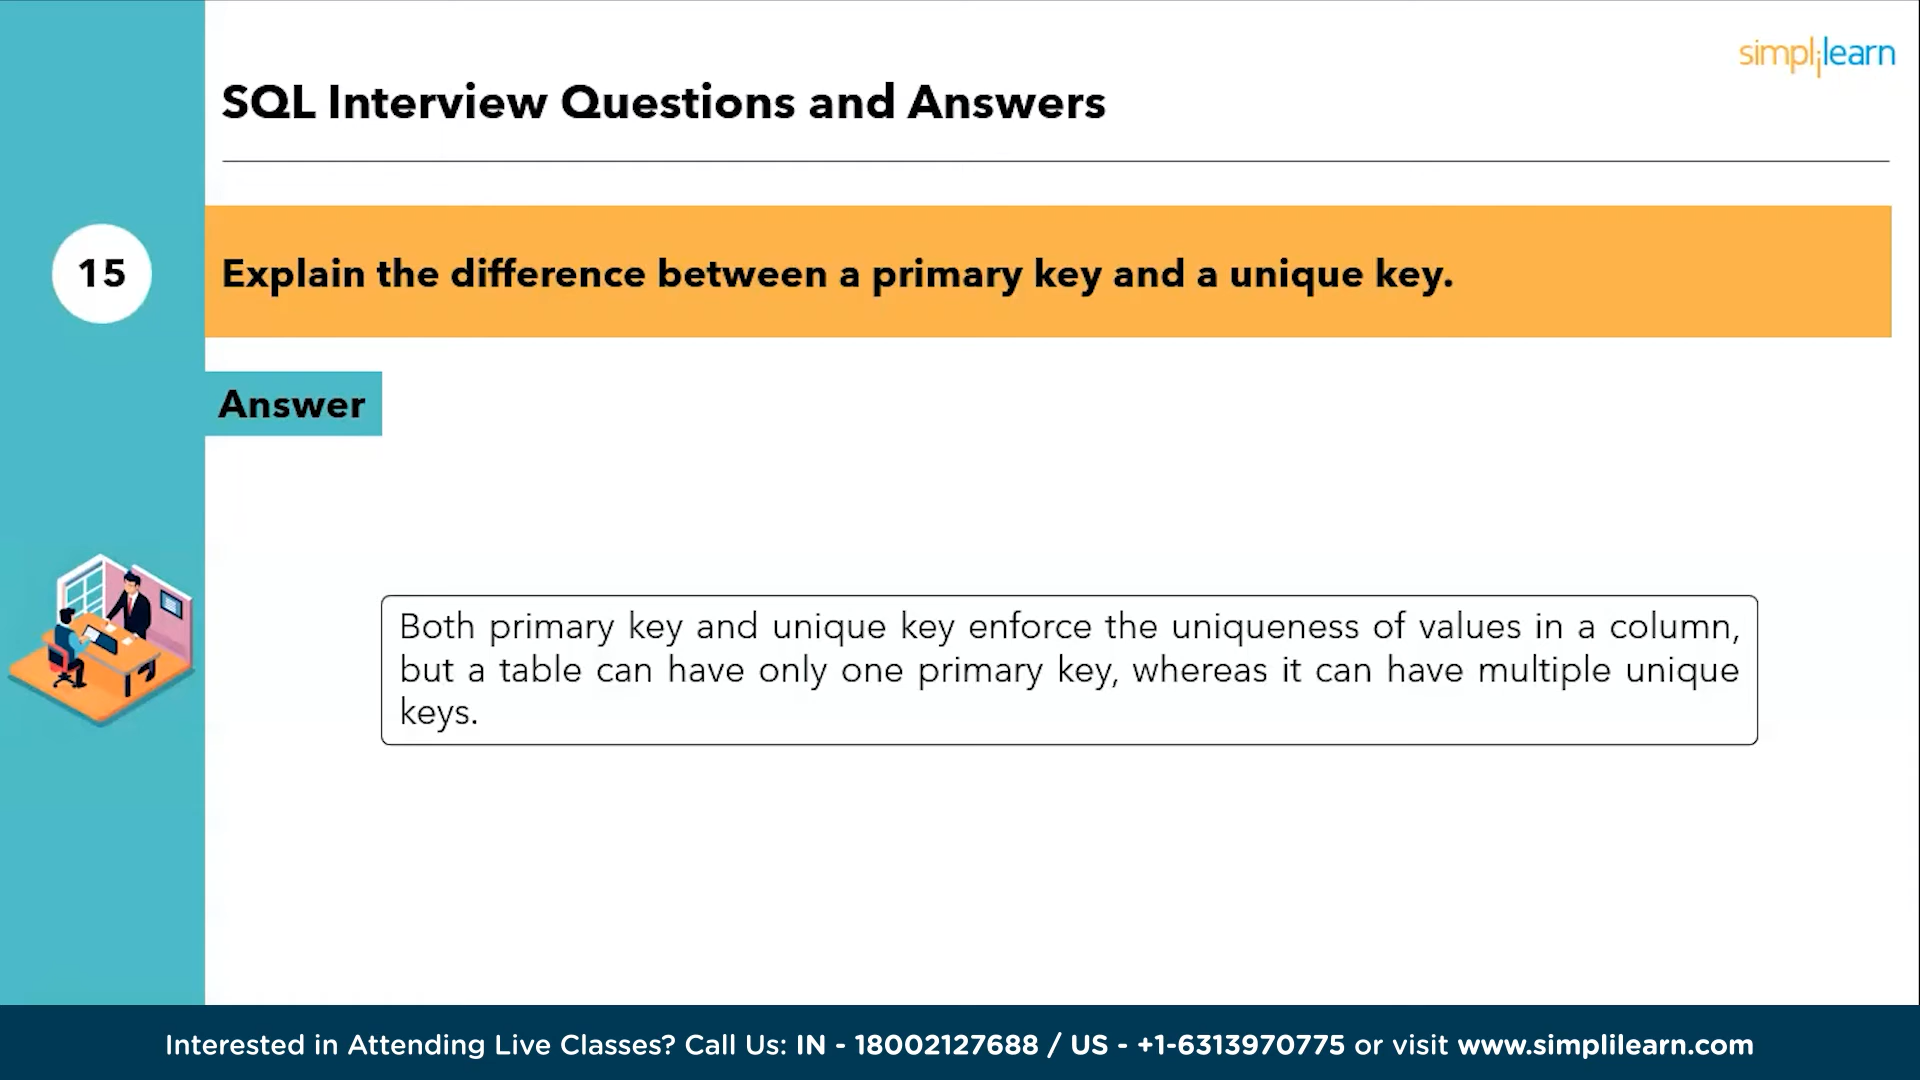 simplilearn
SQL Interview Questions and Answers
15
Explain the difference between a primary key and a unique key.
Answer
Both primary key and unique key enforce the uniqueness of values in a column,
but a table can have only one primary key, whereas it can have multiple unique
keys.
Interested in Attending Live Classes? Call Us: IN - 18002127688 / US - +1-6313970775 or visit www.simplilearn.com